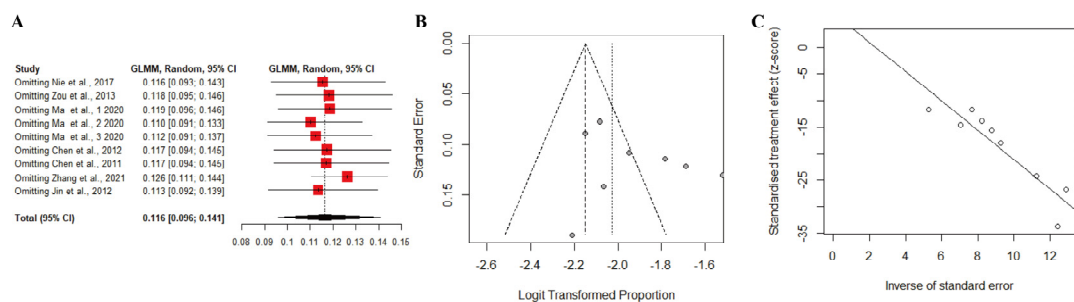 A
Study GLMM, Random, 95% CI GLMM, Random, 95% CI
Omitting Nie et al., 2017 0.116 [0.093; 0.143]
Omitting Zou et al., 2013 0.118 [0.095; 0.146]
Omitting Ma et al., 1 2020 0.119 [0.096; 0.146]
Omitting Ma et al., 2 2020 0.110 [0.091; 0.133]
Omitting Ma et al., 3 2020 0.112 [0.091; 0.137]
Omitting Chen et al., 2012 0.117 [0.094; 0.145]
Omitting Chen et al., 2011 0.117 [0.094; 0.145]
Omitting Zhang et al., 2021 0.126 [0.111; 0.144]
Omitting Jin et al., 2012 0.113 [0.092; 0.139]
Total (95% CI) 0.116 [0.096; 0.141]
0.08 0.09 0.1 0.11 0.12 0.13 0.14 0.15 0.16
B
Standard Error
0.00
0.05
0.10
0.15
-2.6 -2.4 -2.2 -2.0 -1.8 -1.6
Logit Transformed Proportion
C
Standardised treatment effect (z-score)
0
-5
-15
-25
-35
0 2 4 6 8 10 12
Inverse of standard error